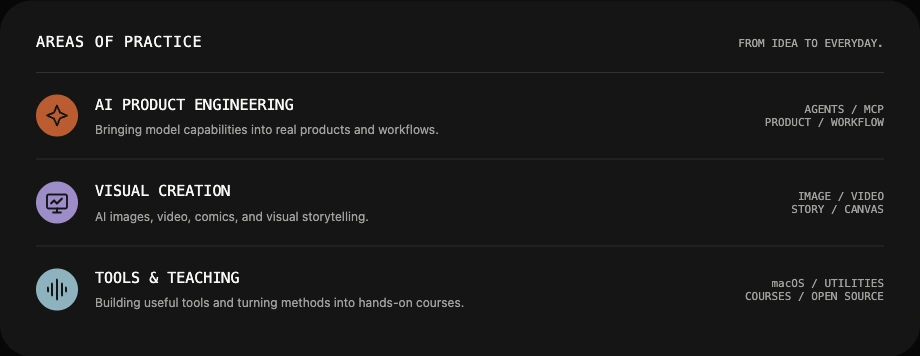 AREAS OF PRACTICE
FROM IDEA TO EVERYDAY.
AI PRODUCT ENGINEERING
Bringing model capabilities into real products and workflows.
AGENTS / MCP
PRODUCT / WORKFLOW
VISUAL CREATION
AI images, video, comics, and visual storytelling.
IMAGE / VIDEO
STORY / CANVAS
TOOLS & TEACHING
Building useful tools and turning methods into hands-on courses.
macOS / UTILITIES
COURSES / OPEN SOURCE